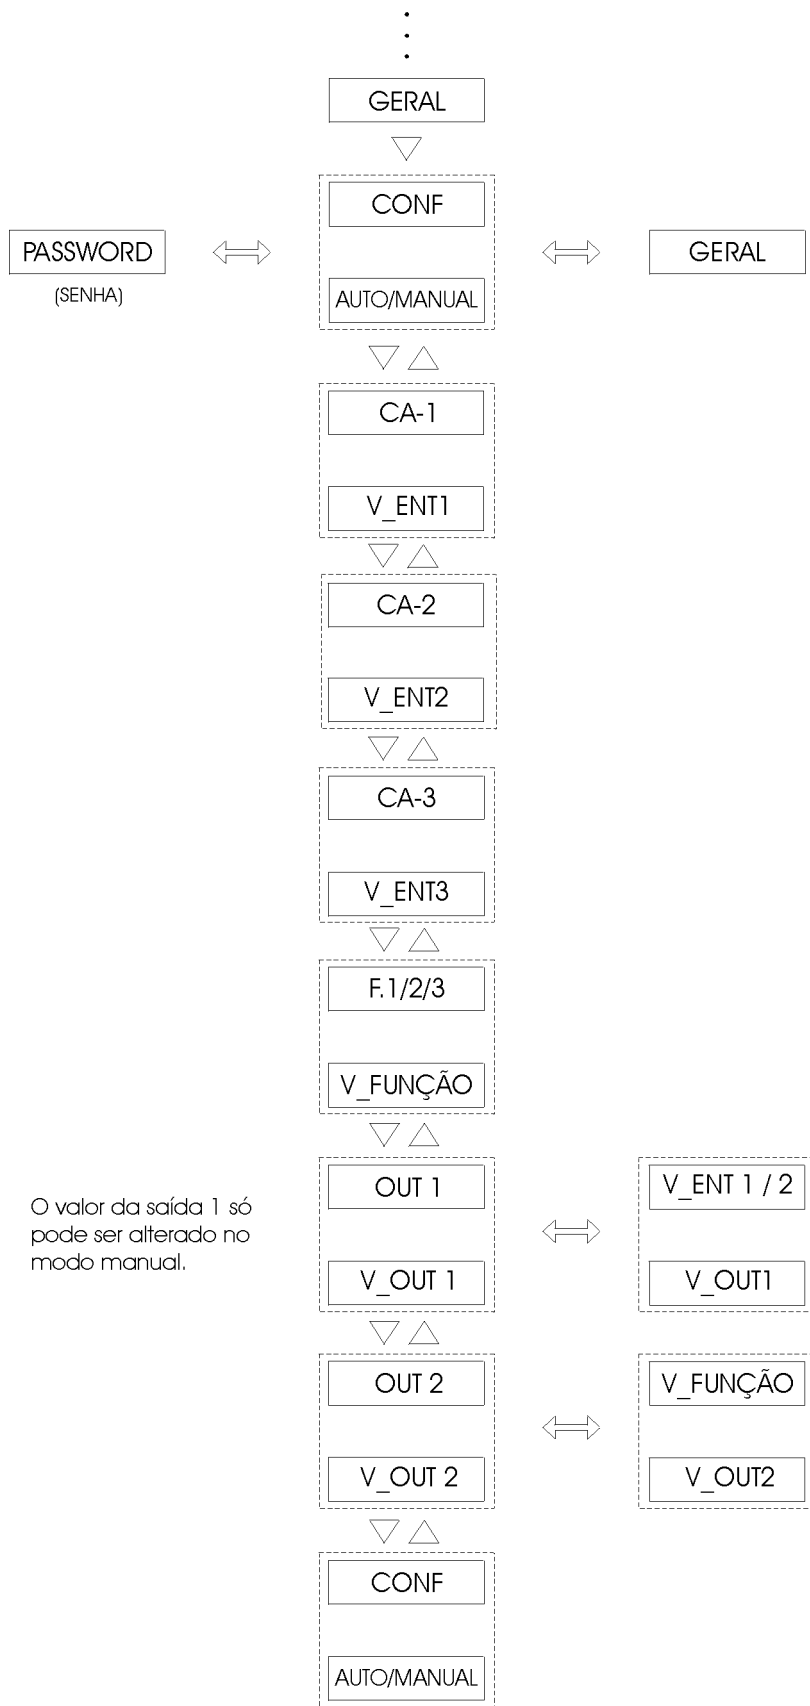 GERAL
CONF
PASSWORD
GERAL
(SENHA)
AUTO/MANUAL
CA-1
V_ENT1
CA-2
V_ENT2
CA-3
V_ENT3
F.1/2/3
V_FUNÇÃO
OUT 1
V_ENT 1 / 2
O valor da saída 1 só
pode ser alterado no
modo manual.
V_OUT 1
V_OUT1
OUT 2
V_FUNÇÃO
V_OUT 2
V_OUT2
CONF
AUTO/MANUAL